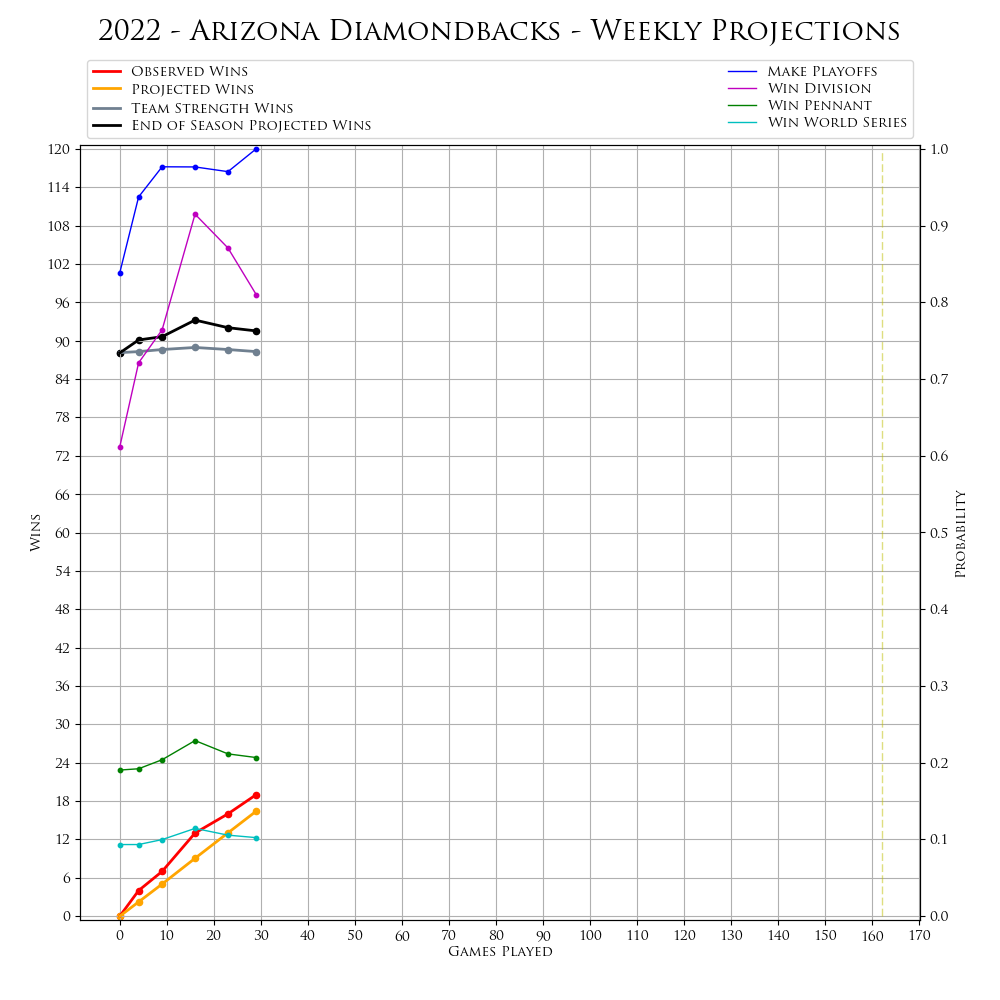 2022 - Arizona Diamondbacks - Weekly Projections
Observed Wins
Projected Wins
Team Strength Wins
End of Season Projected Wins
Make Playoffs
Win Division
Win Pennant
Win World Series
120
114
108
102
96
90
84
78
72
66
60
54
48
42
36
30
24
18
12
6
0
Wins
1.0
0.9
0.8
0.7
0.6
0.5
0.4
0.3
0.2
0.1
0.0
Probability
0 10 20 30 40 50 60 70 80 90 100 110 120 130 140 150 160 170
Games Played